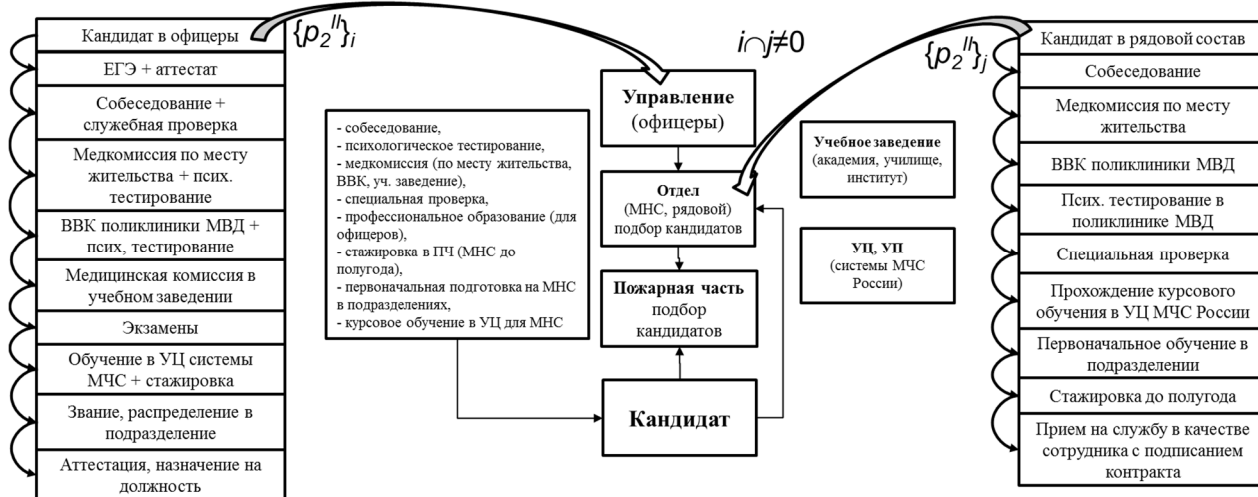 Кандидат в офицеры
ЕГЭ + аттестат
Собеседование +
служебная проверка
Медкомиссия по месту
жительства + псих.
тестирование
ВВК поликлиники МВД +
псих, тестирование
Медицинская комиссия в
учебном заведении
Экзамены
Обучение в УЦ системы
МЧС + стажировка
Звание, распределение в
подразделение
Аттестация, назначение на
должность
{p₂ᴵᴵ}ᵢ
- собеседование,
- психологическое тестирование,
- медкомиссия (по месту жительства,
ВВК, уч. заведение),
- специальная проверка,
- профессиональное образование (для
офицеров),
- стажировка в ПЧ (МНС до
полугода),
- первоначальная подготовка на МНС
в подразделениях,
- курсовое обучение в УЦ для МНС
i∩j≠0
Управление
(офицеры)
Отдел
(МНС, рядовой)
подбор кандидатов
Пожарная часть
подбор
кандидатов
Кандидат
Учебное заведение
(академия, училище,
институт)
УЦ, УП
(системы МЧС
России)
{p₂ᴵᴵ}ⱼ
Кандидат в рядовой состав
Собеседование
Медкомиссия по месту
жительства
ВВК поликлиники МВД
Псих. тестирование в
поликлинике МВД
Специальная проверка
Прохождение курсового
обучения в УЦ МЧС России
Первоначальное обучение в
подразделении
Стажировка до полугода
Прием на службу в качестве
сотрудника с подписанием
контракта